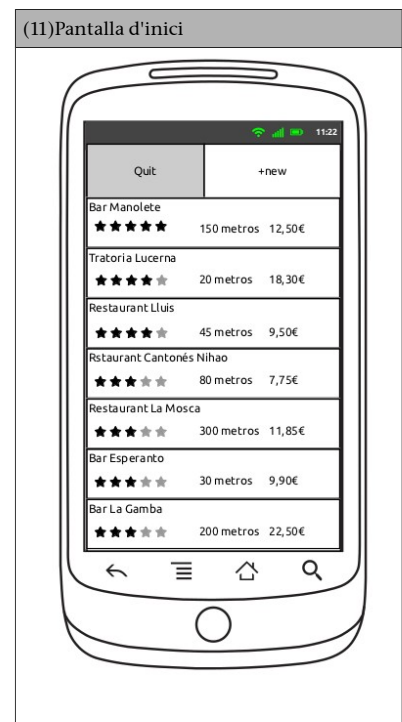 (11)Pantalla d'inici
11:22
Quit +new
Bar Manolete
150 metros 12,50€
Tratoria Lucerna
20 metros 18,30€
Restaurant Lluis
45 metros 9,50€
Rstaurant Cantonés Nihao
80 metros 7,75€
Restaurant La Mosca
300 metros 11,85€
Bar Esperanto
30 metros 9,90€
Bar La Gamba
200 metros 22,50€